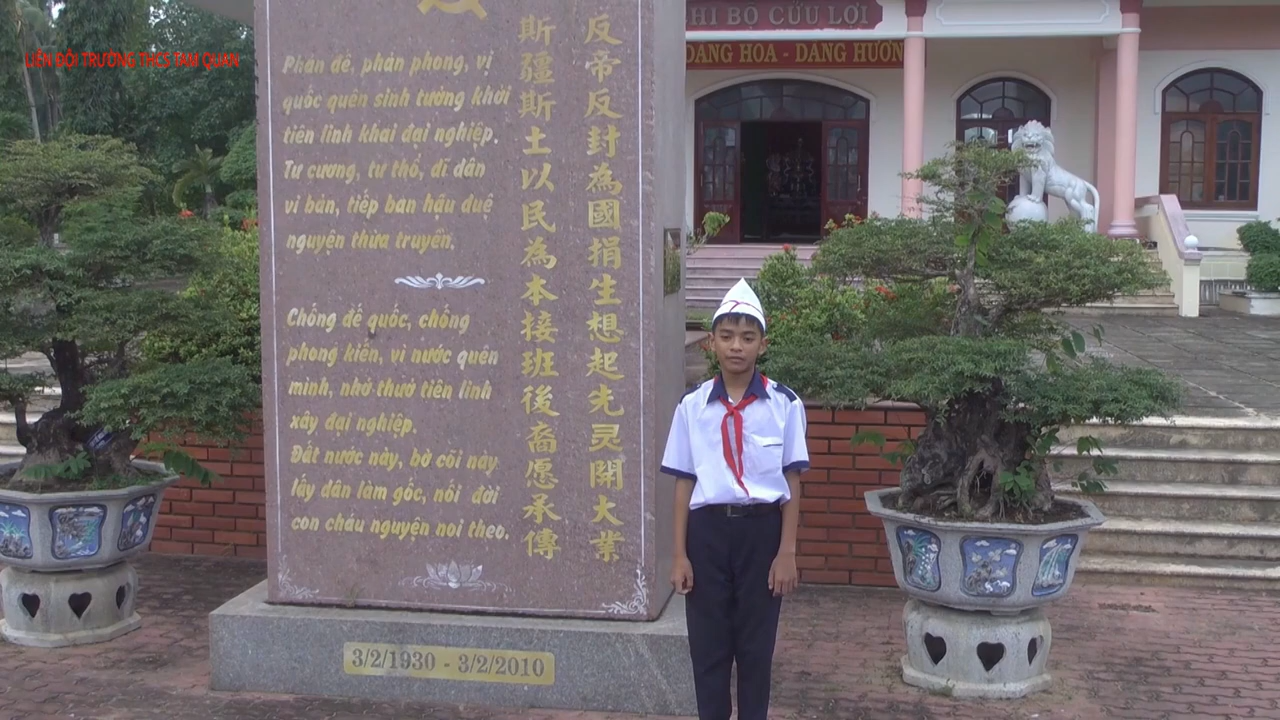 LIÊN ĐỘI TRƯỜNG THCS TAM QUAN
CHI BỘ CỬU LỢI
DÂNG HOA - DÂNG HƯƠNG
Phản đế, phản phong, vị
quốc quên sinh tưởng khởi
tiên linh khai đại nghiệp.
Tư cương, tư thổ, dĩ dân
vi bản, tiếp ban hậu duệ
nguyện thừa truyền.
Chống đế quốc, chống
phong kiến, vì nước quên
mình, nhớ thuở tiên linh
xây đại nghiệp.
Đất nước này, bờ cõi này
lấy dân làm gốc, nối đời
con cháu nguyện noi theo.
反帝反封為國捐生想起先灵開大業
斯疆斯土以民為本接班後裔愿承傳
3/2/1930 - 3/2/2010